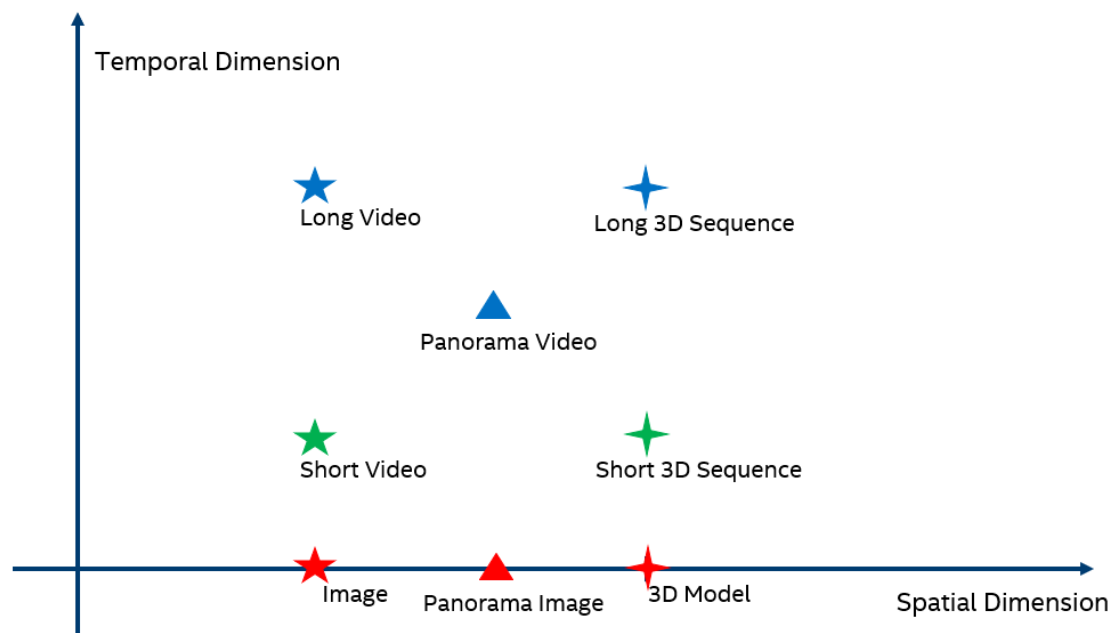 Temporal Dimension
Long Video
Long 3D Sequence
Panorama Video
Short Video
Short 3D Sequence
Image
Panorama Image
3D Model
Spatial Dimension